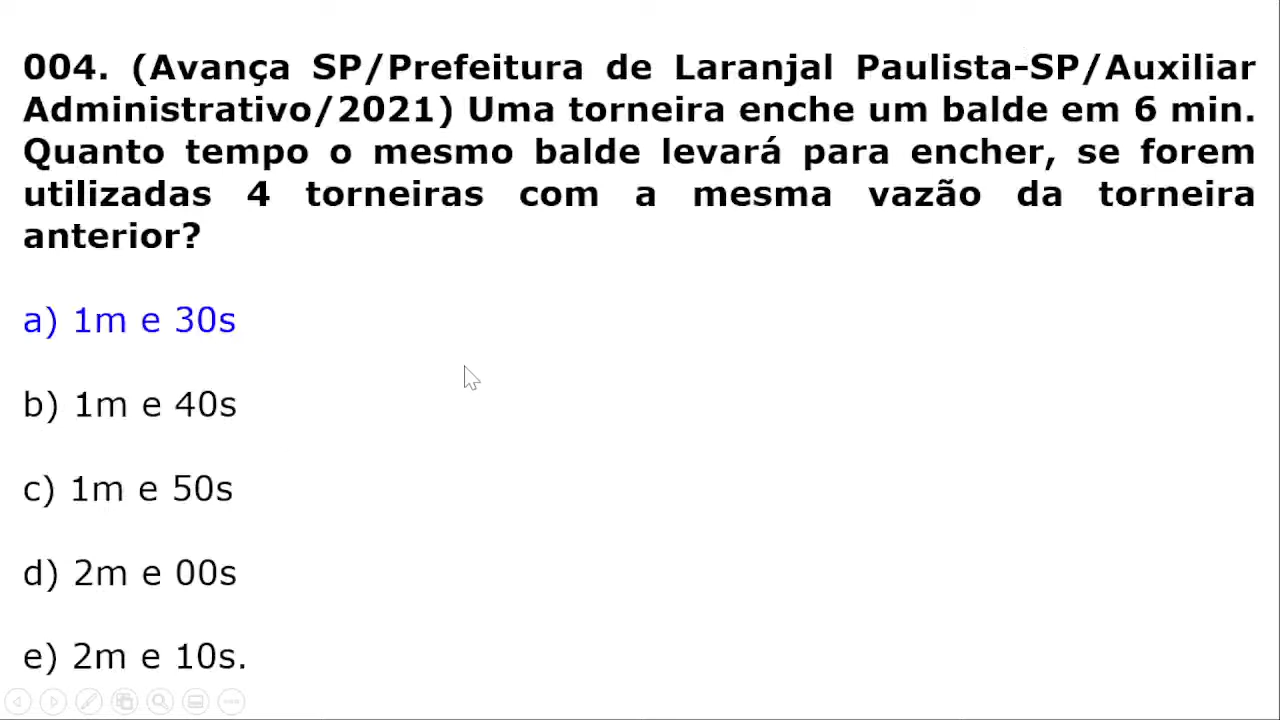 004. (Avança SP/Prefeitura de Laranjal Paulista-SP/Auxiliar
Administrativo/2021) Uma torneira enche um balde em 6 min.
Quanto tempo o mesmo balde levará para encher, se forem
utilizadas 4 torneiras com a mesma vazão da torneira
anterior?
a) 1m e 30s
b) 1m e 40s
c) 1m e 50s
d) 2m e 00s
e) 2m e 10s.